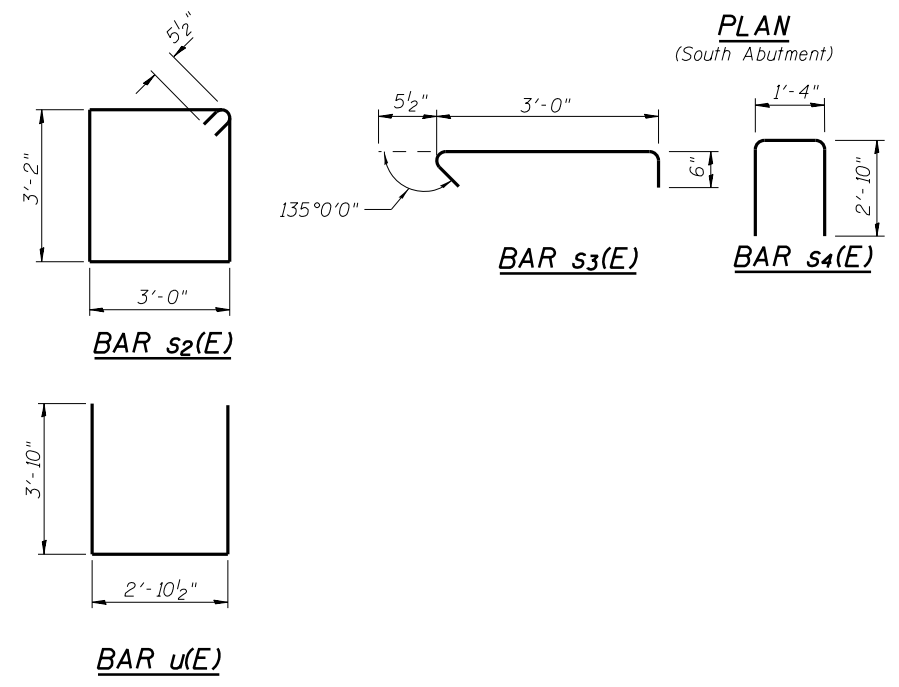 PLAN
(South Abutment)
5½"
3'-2"
3'-0"
BAR s2(E)
5½"
3'-0"
6"
135°0'0"
BAR s3(E)
1'-4"
2'-10"
BAR s4(E)
3'-10"
2'-10½"
BAR u(E)